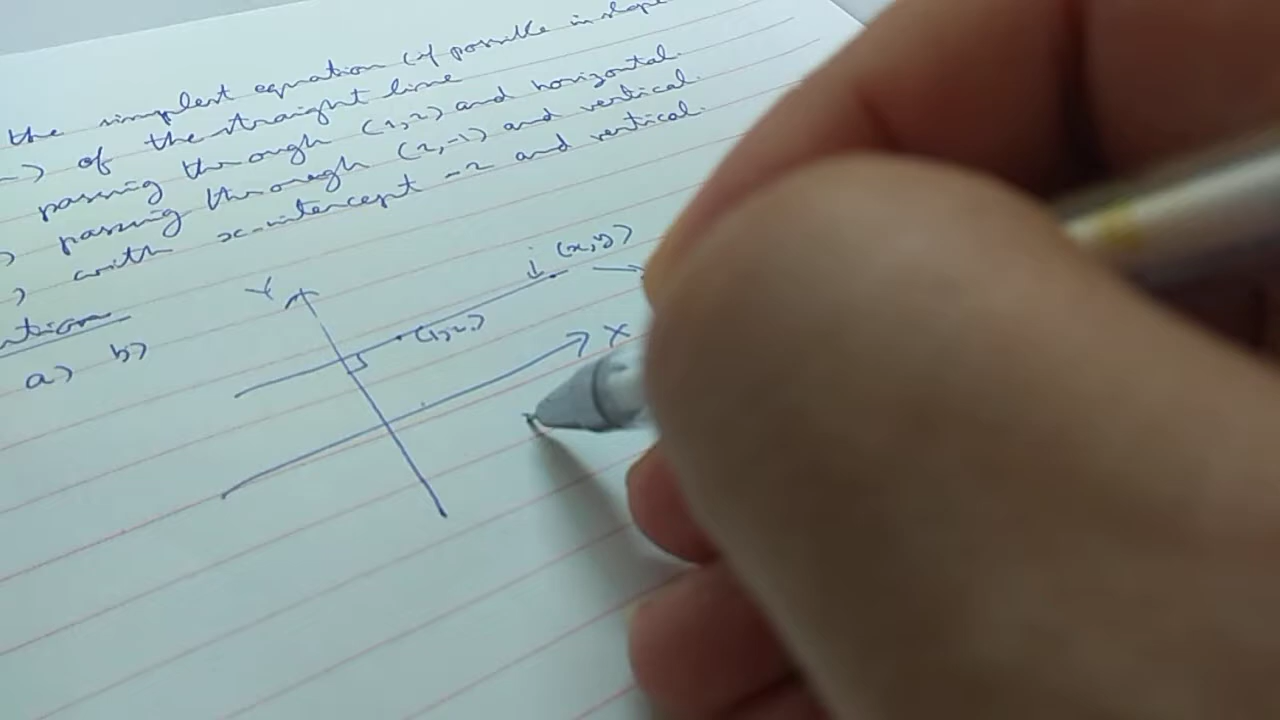 the simplest equation (if possible in slope
) of the straight line
) passing through (1,2) and horizontal.
) passing through (2,-1) and vertical.
) with x-intercept -2 and vertical.
a) b)
Y
(x,y)
(1,2)
X